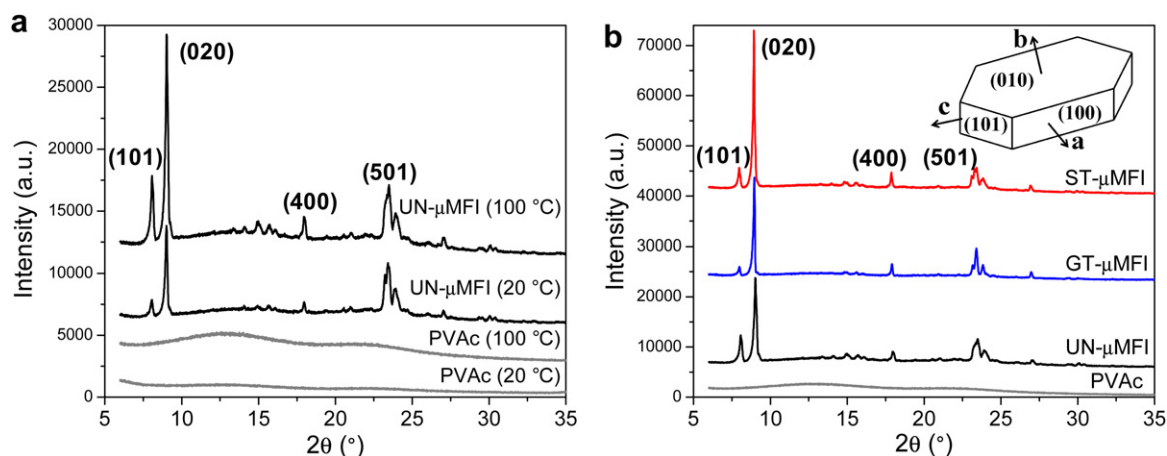 a
30000
25000
20000
15000
10000
5000
0
Intensity (a.u.)
(101)
(020)
(400)
(501)
UN-μMFI (100 °C)
UN-μMFI (20 °C)
PVAc (100 °C)
PVAc (20 °C)
5 10 15 20 25 30 35
2θ (°)
b
70000
60000
50000
40000
30000
20000
10000
0
Intensity (a.u.)
(020)
(101)
(400)
(501)
b
(010)
c
(101)
(100)
a
ST-μMFI
GT-μMFI
UN-μMFI
PVAc
5 10 15 20 25 30 35
2θ (°)